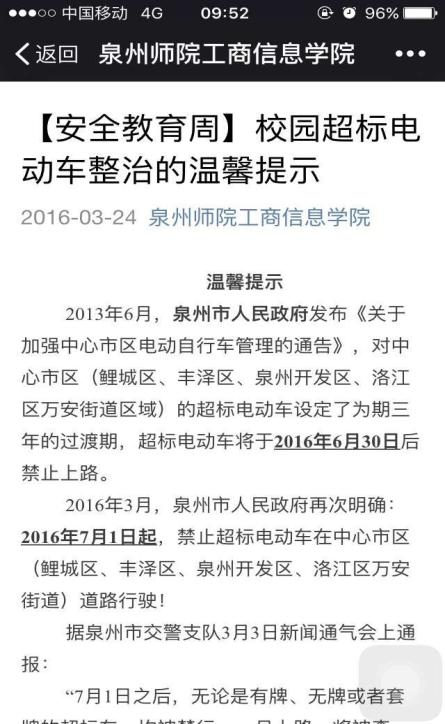 中国移动 4G 09:52 96%
返回 泉州师院工商信息学院
【安全教育周】校园超标电
动车整治的温馨提示
2016-03-24 泉州师院工商信息学院
温馨提示
2013年6月，泉州市人民政府发布《关于
加强中心市区电动自行车管理的通告》，对中
心市区（鲤城区、丰泽区、泉州开发区、洛江
区万安街道区域）的超标电动车设定了为期三
年的过渡期，超标电动车将于2016年6月30日后
禁止上路。
2016年3月，泉州市人民政府再次明确：
2016年7月1日起，禁止超标电动车在中心市区
（鲤城区、丰泽区、泉州开发区、洛江区万安
街道）道路行驶！
据泉州市交警支队3月3日新闻通气会上通
报：
“7月1日之后，无论是有牌、无牌或者套